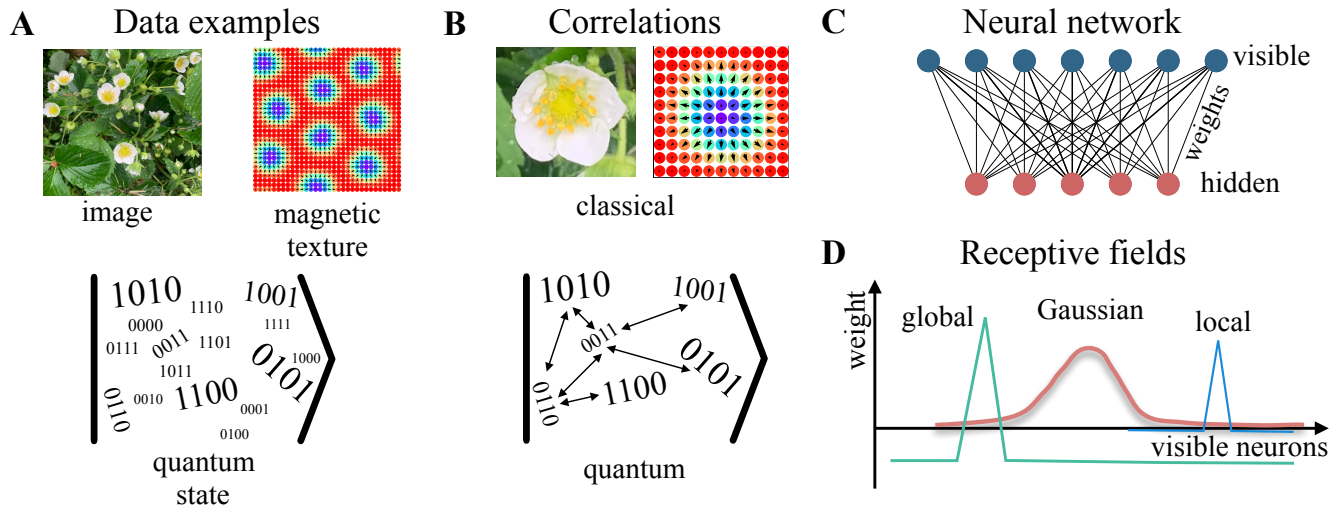 A
Data examples
image
magnetic
texture
1010
1110
1001
0000
1111
0111
0011
1101
1000
1011
0101
0110
0010
1100
0001
0100
quantum
state
B
Correlations
classical
1010
1001
0011
0101
0110
1100
quantum
C
Neural network
visible
weights
hidden
D
Receptive fields
weight
global
Gaussian
local
visible neurons